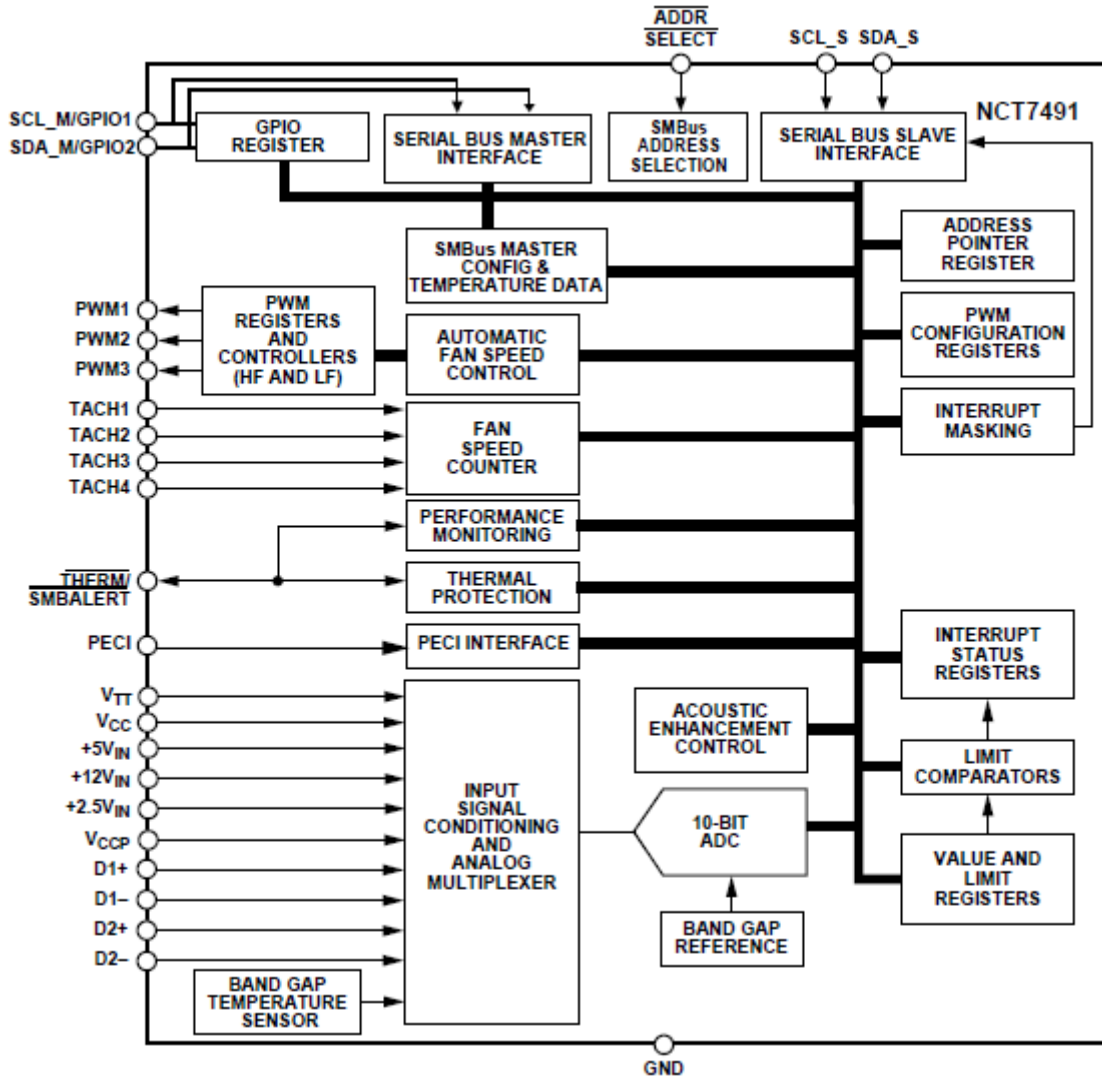 ADDR
SELECT
SCL_S SDA_S
NCT7491
SCL_M/GPIO1
SDA_M/GPIO2
GPIO
REGISTER
SERIAL BUS MASTER
INTERFACE
SMBus
ADDRESS
SELECTION
SERIAL BUS SLAVE
INTERFACE
SMBus MASTER
CONFIG &
TEMPERATURE DATA
ADDRESS
POINTER
REGISTER
PWM1
PWM2
PWM3
PWM
REGISTERS
AND
CONTROLLERS
(HF AND LF)
AUTOMATIC
FAN SPEED
CONTROL
PWM
CONFIGURATION
REGISTERS
TACH1
TACH2
TACH3
TACH4
FAN
SPEED
COUNTER
INTERRUPT
MASKING
PERFORMANCE
MONITORING
THERM/
SMBALERT
THERMAL
PROTECTION
PECI
PECI INTERFACE
INTERRUPT
STATUS
REGISTERS
VTT
VCC
+5VIN
+12VIN
+2.5VIN
VCCP
D1+
D1–
D2+
D2–
INPUT
SIGNAL
CONDITIONING
AND
ANALOG
MULTIPLEXER
ACOUSTIC
ENHANCEMENT
CONTROL
LIMIT
COMPARATORS
10-BIT
ADC
VALUE AND
LIMIT
REGISTERS
BAND GAP
REFERENCE
BAND GAP
TEMPERATURE
SENSOR
GND